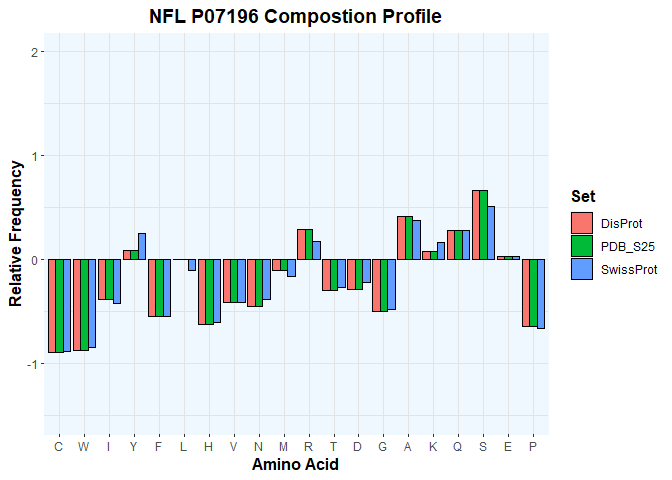 NFL P07196 Compostion Profile
Relative Frequency
2
1
0
-1
C W I Y F L H V N M R T D G A K Q S E P
Amino Acid
Set
DisProt
PDB_S25
SwissProt